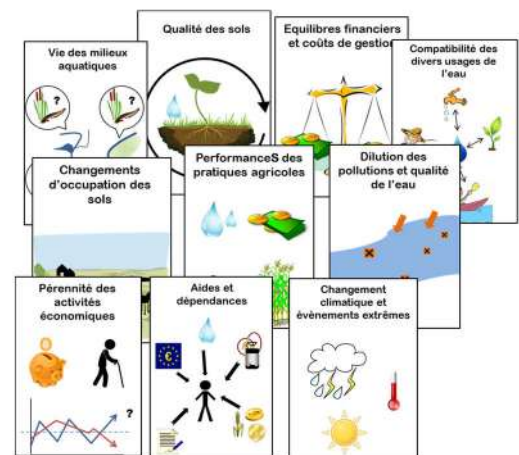 Vie des milieux
aquatiques
?
?
Qualité des sols
Equilibres financiers
et coûts de gestion
Compatibilité des
divers usages de
l'eau
Changements
d'occupation des
sols
PerformanceS des
pratiques agricoles
Dilution des
pollutions et qualité
de l'eau
Pérennité des
activités
économiques
?
Aides et
dépendances
€
Changement
climatique et
évènements extrêmes